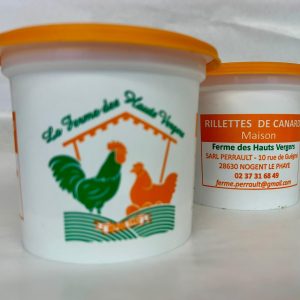 La Ferme des Hauts Vergers
RILLETTES DE CANARD
Maison
Ferme des Hauts Vergers
SARL PERRAULT - 10 rue de Guigni
28630 NOGENT LE PHAYE
02 37 31 68 49
ferme.perrault@gmail.com